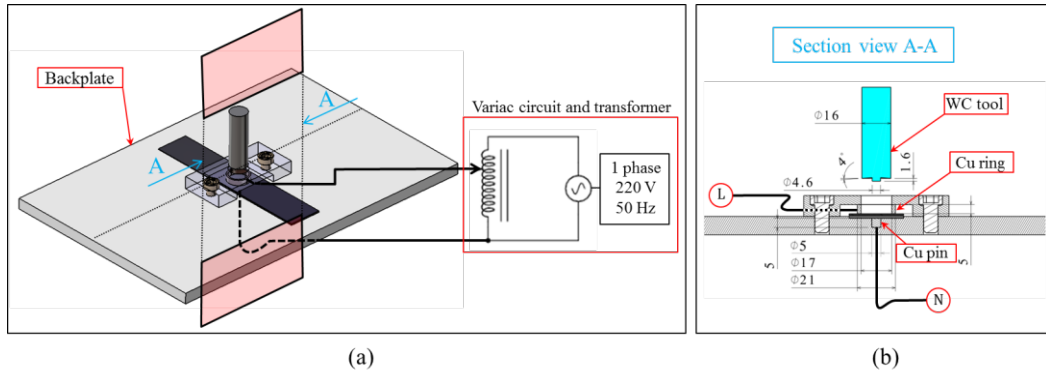 Backplate
A
A
Variac circuit and transformer
1 phase
220 V
50 Hz
(a)
Section view A-A
WC tool
Φ16
4°
1.6
Cu ring
Φ4.6
L
Φ5
Cu pin
5
Φ17
5
Φ21
N
(b)